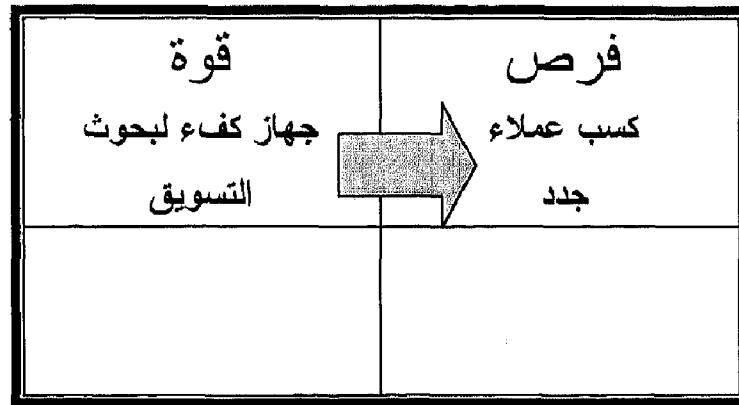 فرص
كسب عملاء
جدد
قوة
جهاز كفء لبحوث
التسويق